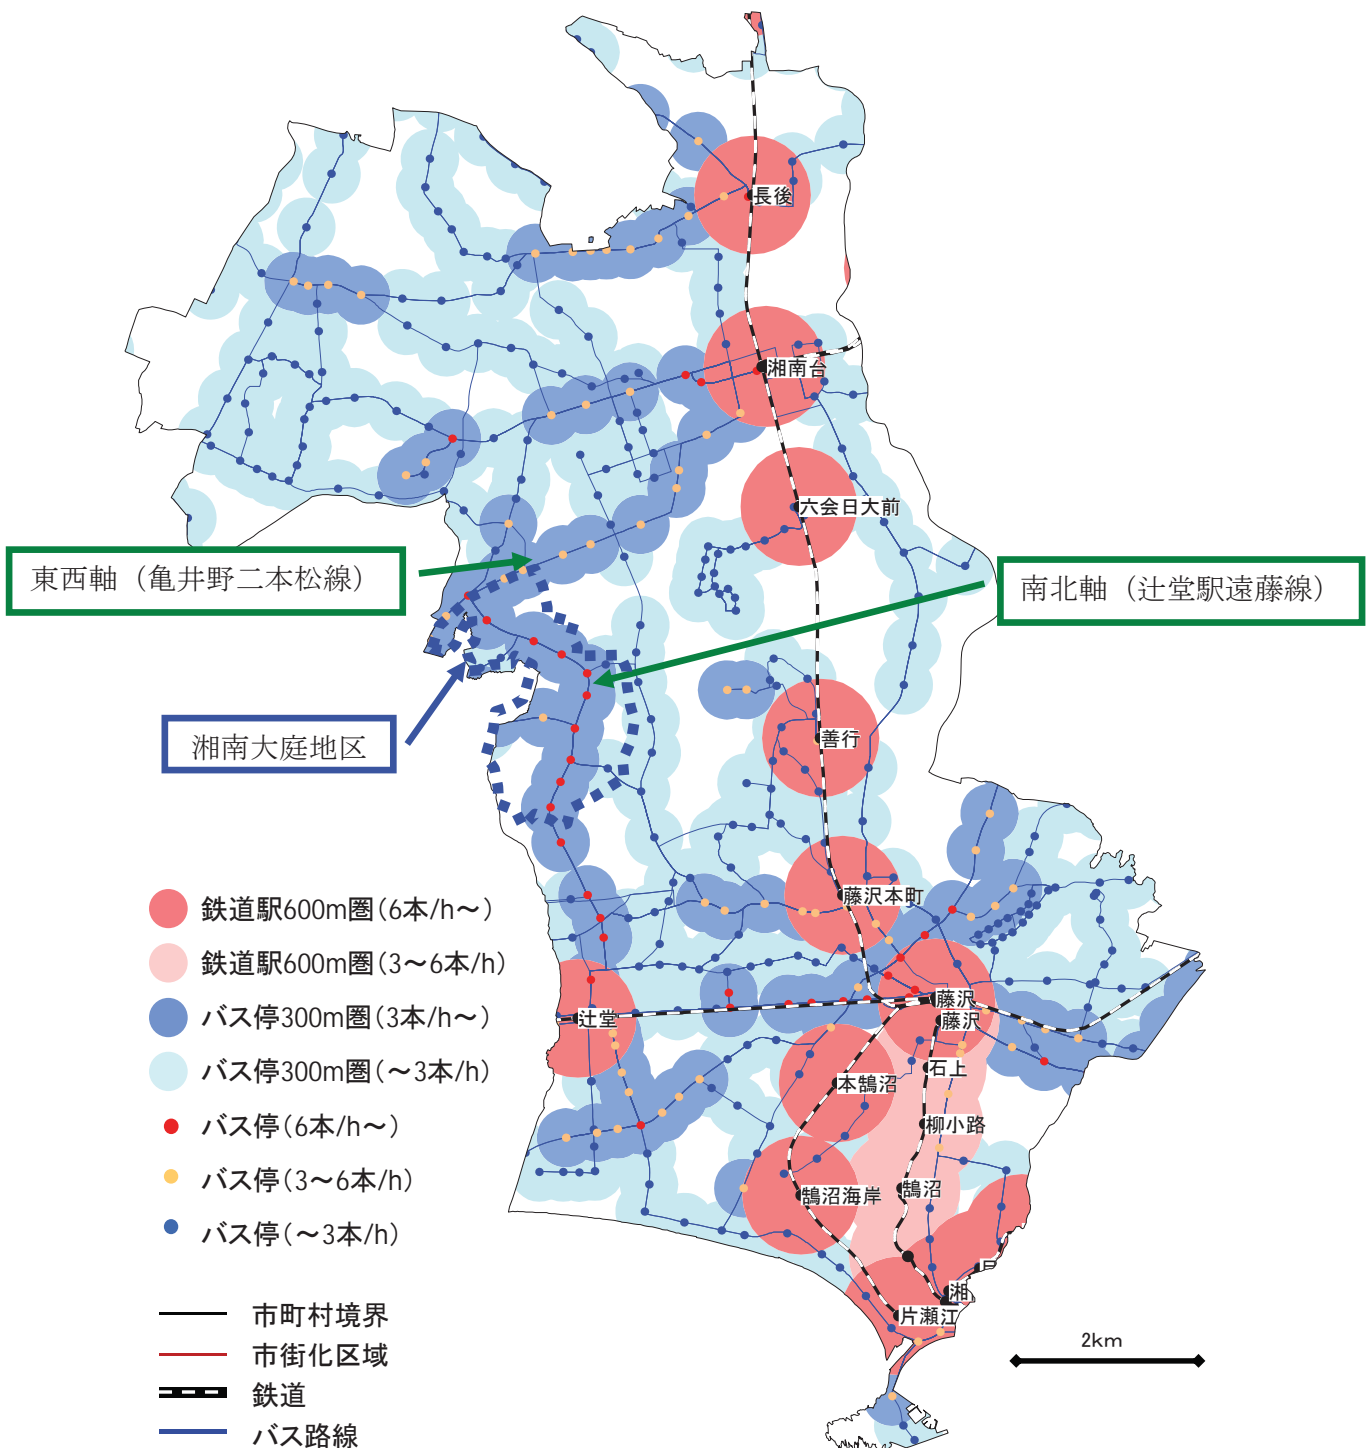 長後
湘南台
六会日大前
東西軸（亀井野二本松線）
南北軸（辻堂駅遠藤線）
湘南大庭地区
善行
藤沢本町
鉄道駅600m圏(6本/h～)
鉄道駅600m圏(3～6本/h)
バス停300m圏(3本/h～)
バス停300m圏(～3本/h)
バス停(6本/h～)
バス停(3～6本/h)
バス停(～3本/h)
藤沢
辻堂
藤沢
石上
本鵠沼
柳小路
鵠沼海岸
鵠沼
湘
片瀬江
2km
市町村境界
市街化区域
鉄道
バス路線